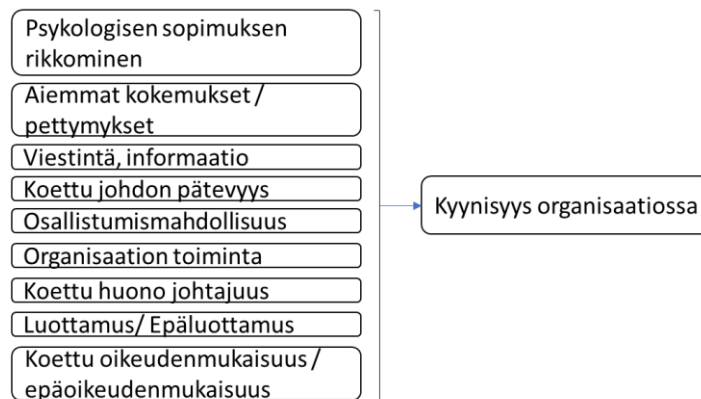 Psykologisen sopimuksen
rikkominen
Aiemmat kokemukset /
pettymykset
Viestintä, informaatio
Koettu johdon pätevyys
Osallistumismahdollisuus
Organisaation toiminta
Koettu huono johtajuus
Luottamus/ Epäluottamus
Koettu oikeudenmukaisuus /
epäoikeudenmukaisuus
Kyynisyys organisaatiossa